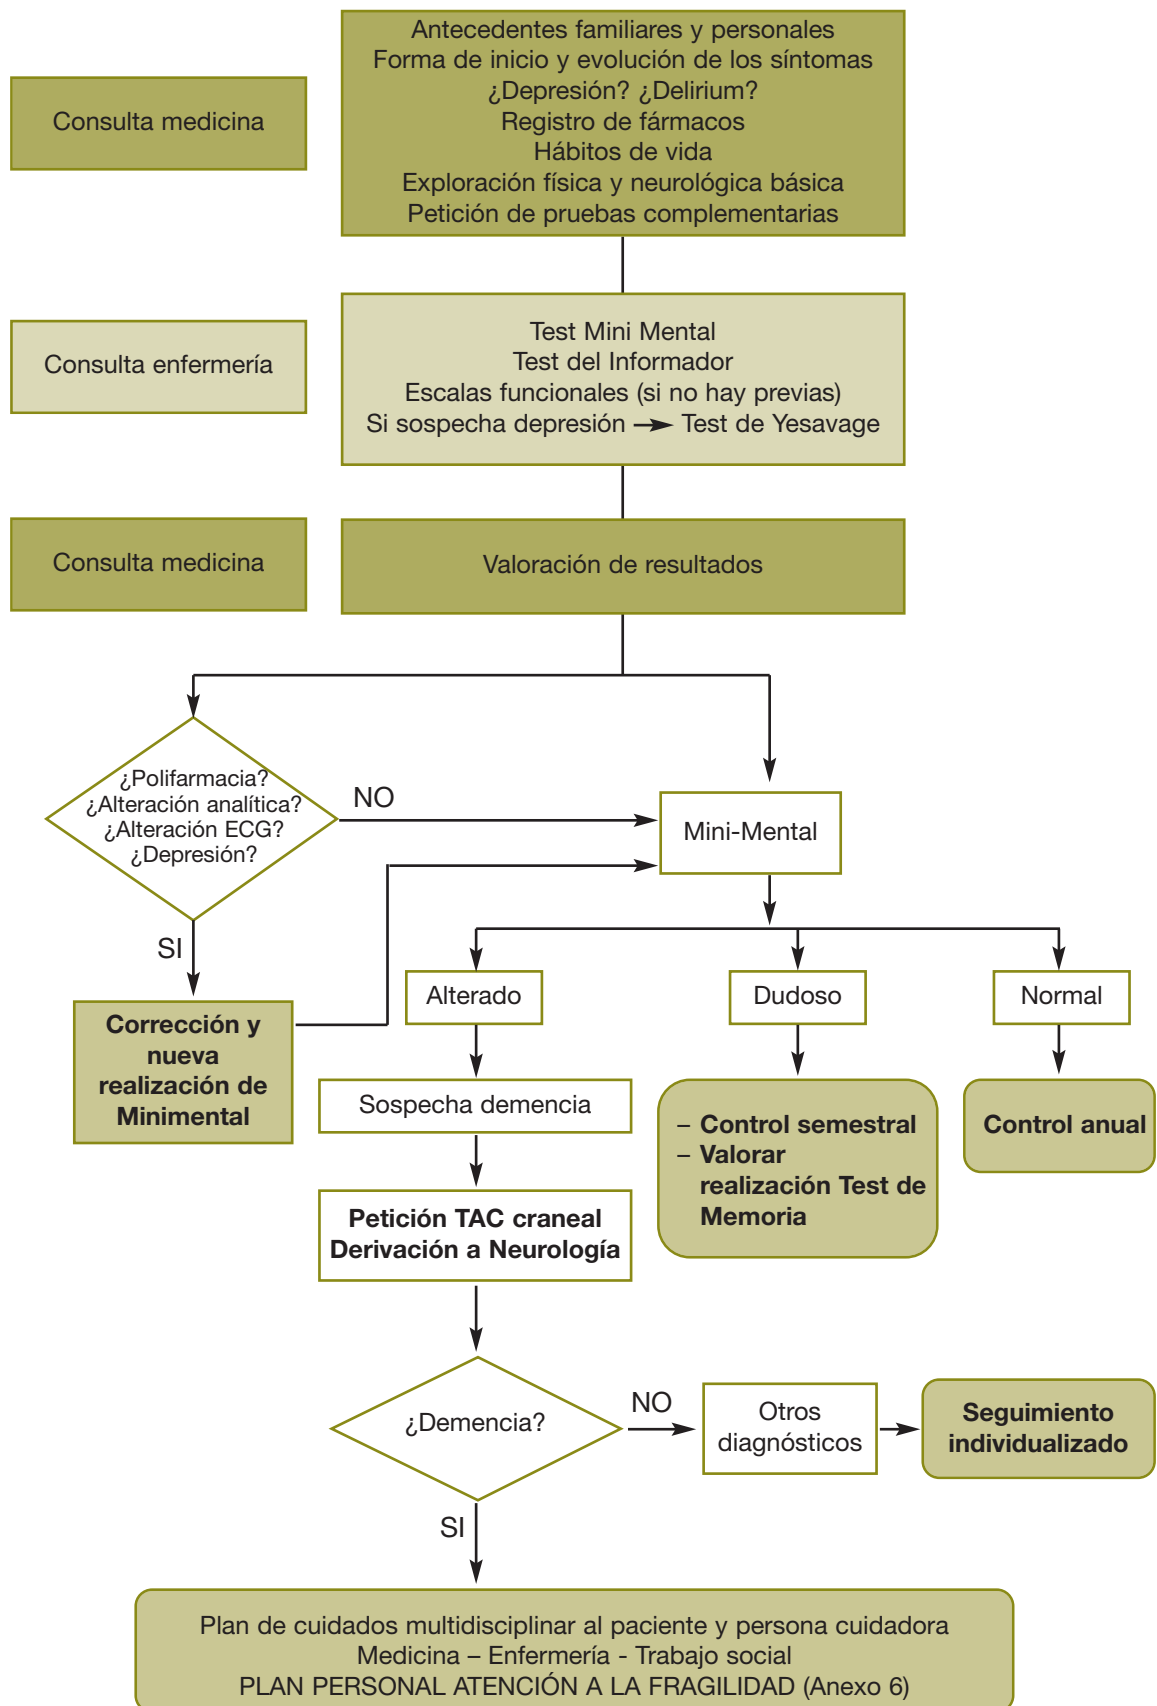 Consulta medicina
Antecedentes familiares y personales
Forma de inicio y evolución de los síntomas
¿Depresión? ¿Delirium?
Registro de fármacos
Hábitos de vida
Exploración física y neurológica básica
Petición de pruebas complementarias
Consulta enfermería
Test Mini Mental
Test del Informador
Escalas funcionales (si no hay previas)
Si sospecha depresión → Test de Yesavage
Consulta medicina
Valoración de resultados
¿Polifarmacia?
¿Alteración analítica?
¿Alteración ECG?
¿Depresión?
NO
Mini-Mental
SI
Corrección y
nueva
realización de
Minimental
Alterado
Dudoso
Normal
Sospecha demencia
– Control semestral
– Valorar
realización Test de
Memoria
Control anual
Petición TAC craneal
Derivación a Neurología
¿Demencia?
NO
Otros
diagnósticos
Seguimiento
individualizado
SI
Plan de cuidados multidisciplinar al paciente y persona cuidadora
Medicina – Enfermería - Trabajo social
PLAN PERSONAL ATENCIÓN A LA FRAGILIDAD (Anexo 6)